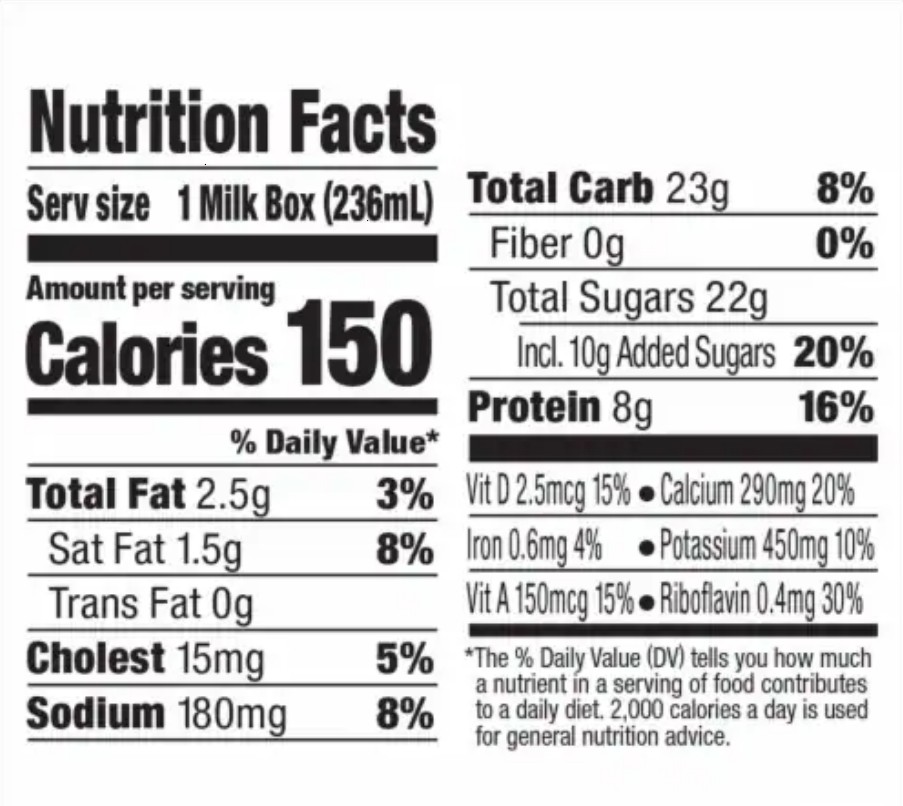 Nutrition Facts
Serv size 1 Milk Box (236mL)
Amount per serving
Calories 150
% Daily Value*
Total Fat 2.5g 3%
Sat Fat 1.5g 8%
Trans Fat 0g
Cholest 15mg 5%
Sodium 180mg 8%
Total Carb 23g 8%
Fiber 0g 0%
Total Sugars 22g
Incl. 10g Added Sugars 20%
Protein 8g 16%
Vit D 2.5mcg 15% ● Calcium 290mg 20%
Iron 0.6mg 4% ● Potassium 450mg 10%
Vit A 150mcg 15% ● Riboflavin 0.4mg 30%
*The % Daily Value (DV) tells you how much
a nutrient in a serving of food contributes
to a daily diet. 2,000 calories a day is used
for general nutrition advice.